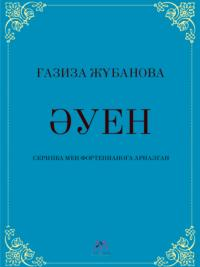 ҒАЗИЗА ЖҰБАНОВА
ӘУЕН
СКРИПКА МЕН ФОРТЕПИАНОҒА АРНАЛҒАН